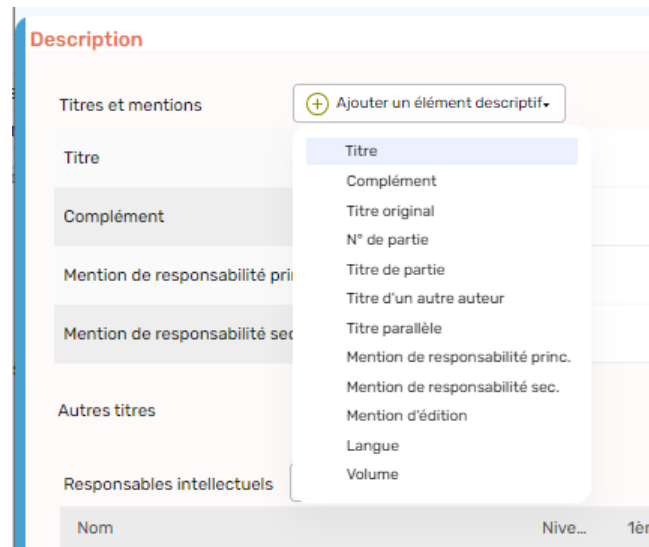 Description
Titres et mentions
Ajouter un élément descriptif
Titre
Titre
Complément
Titre original
N° de partie
Titre de partie
Titre d'un autre auteur
Titre parallèle
Mention de responsabilité princ.
Mention de responsabilité sec.
Mention d'édition
Langue
Volume
Complément
Mention de responsabilité pri
Mention de responsabilité sec
Autres titres
Responsables intellectuels
Nom Nive... 1èr